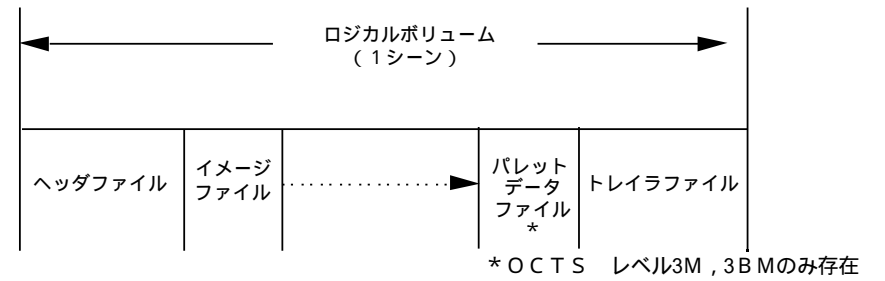 ロジカルボリューム
(1シーン)
ヘッダファイル
イメージ
ファイル
パレット
データ
ファイル
*
トレイラファイル
*OCTS レベル3M,3BMのみ存在